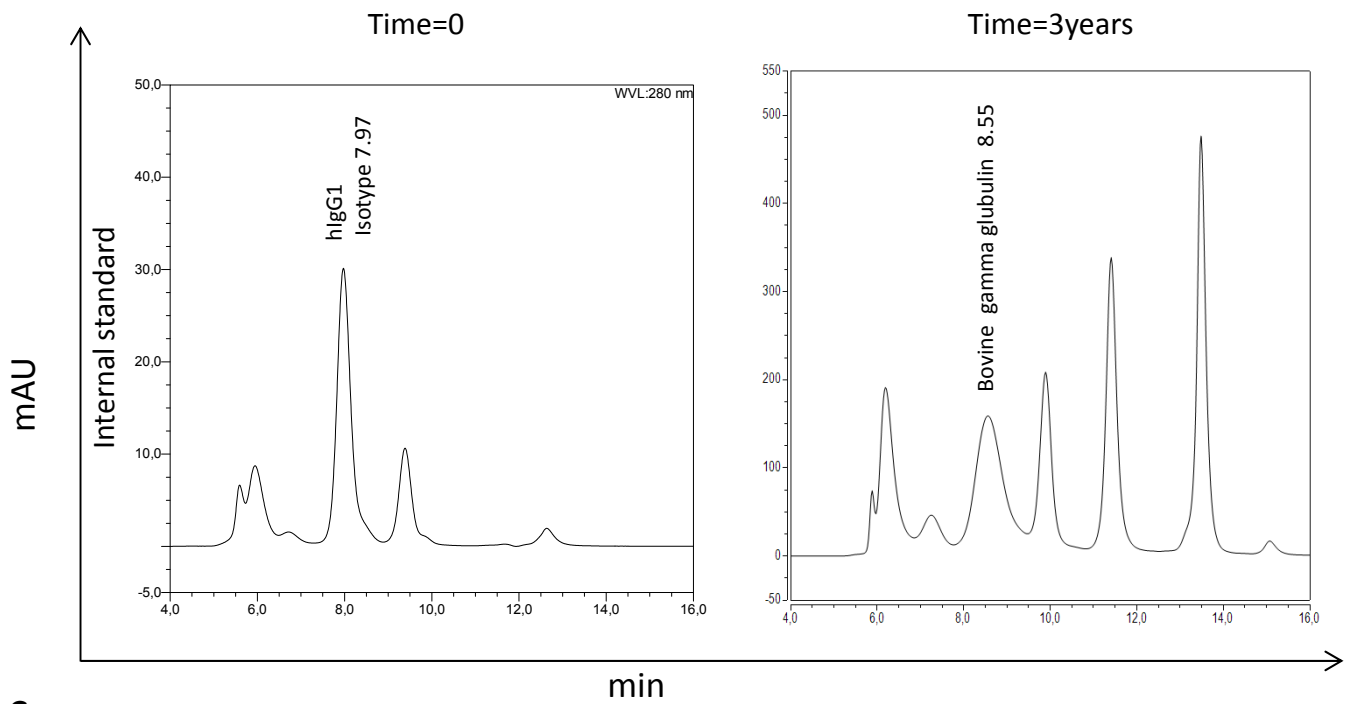 Time=0
Time=3years
mAU
Internal standard
50,0
40,0
30,0
20,0
10,0
-5,0
WVL:280 nm
hIgG1
Isotype 7.97
4,0 6,0 8,0 10,0 12,0 14,0 16,0
550
500
400
300
200
100
0
-50
Bovine gamma glubulin 8.55
4,0 6,0 8,0 10,0 12,0 14,0 16,0
min